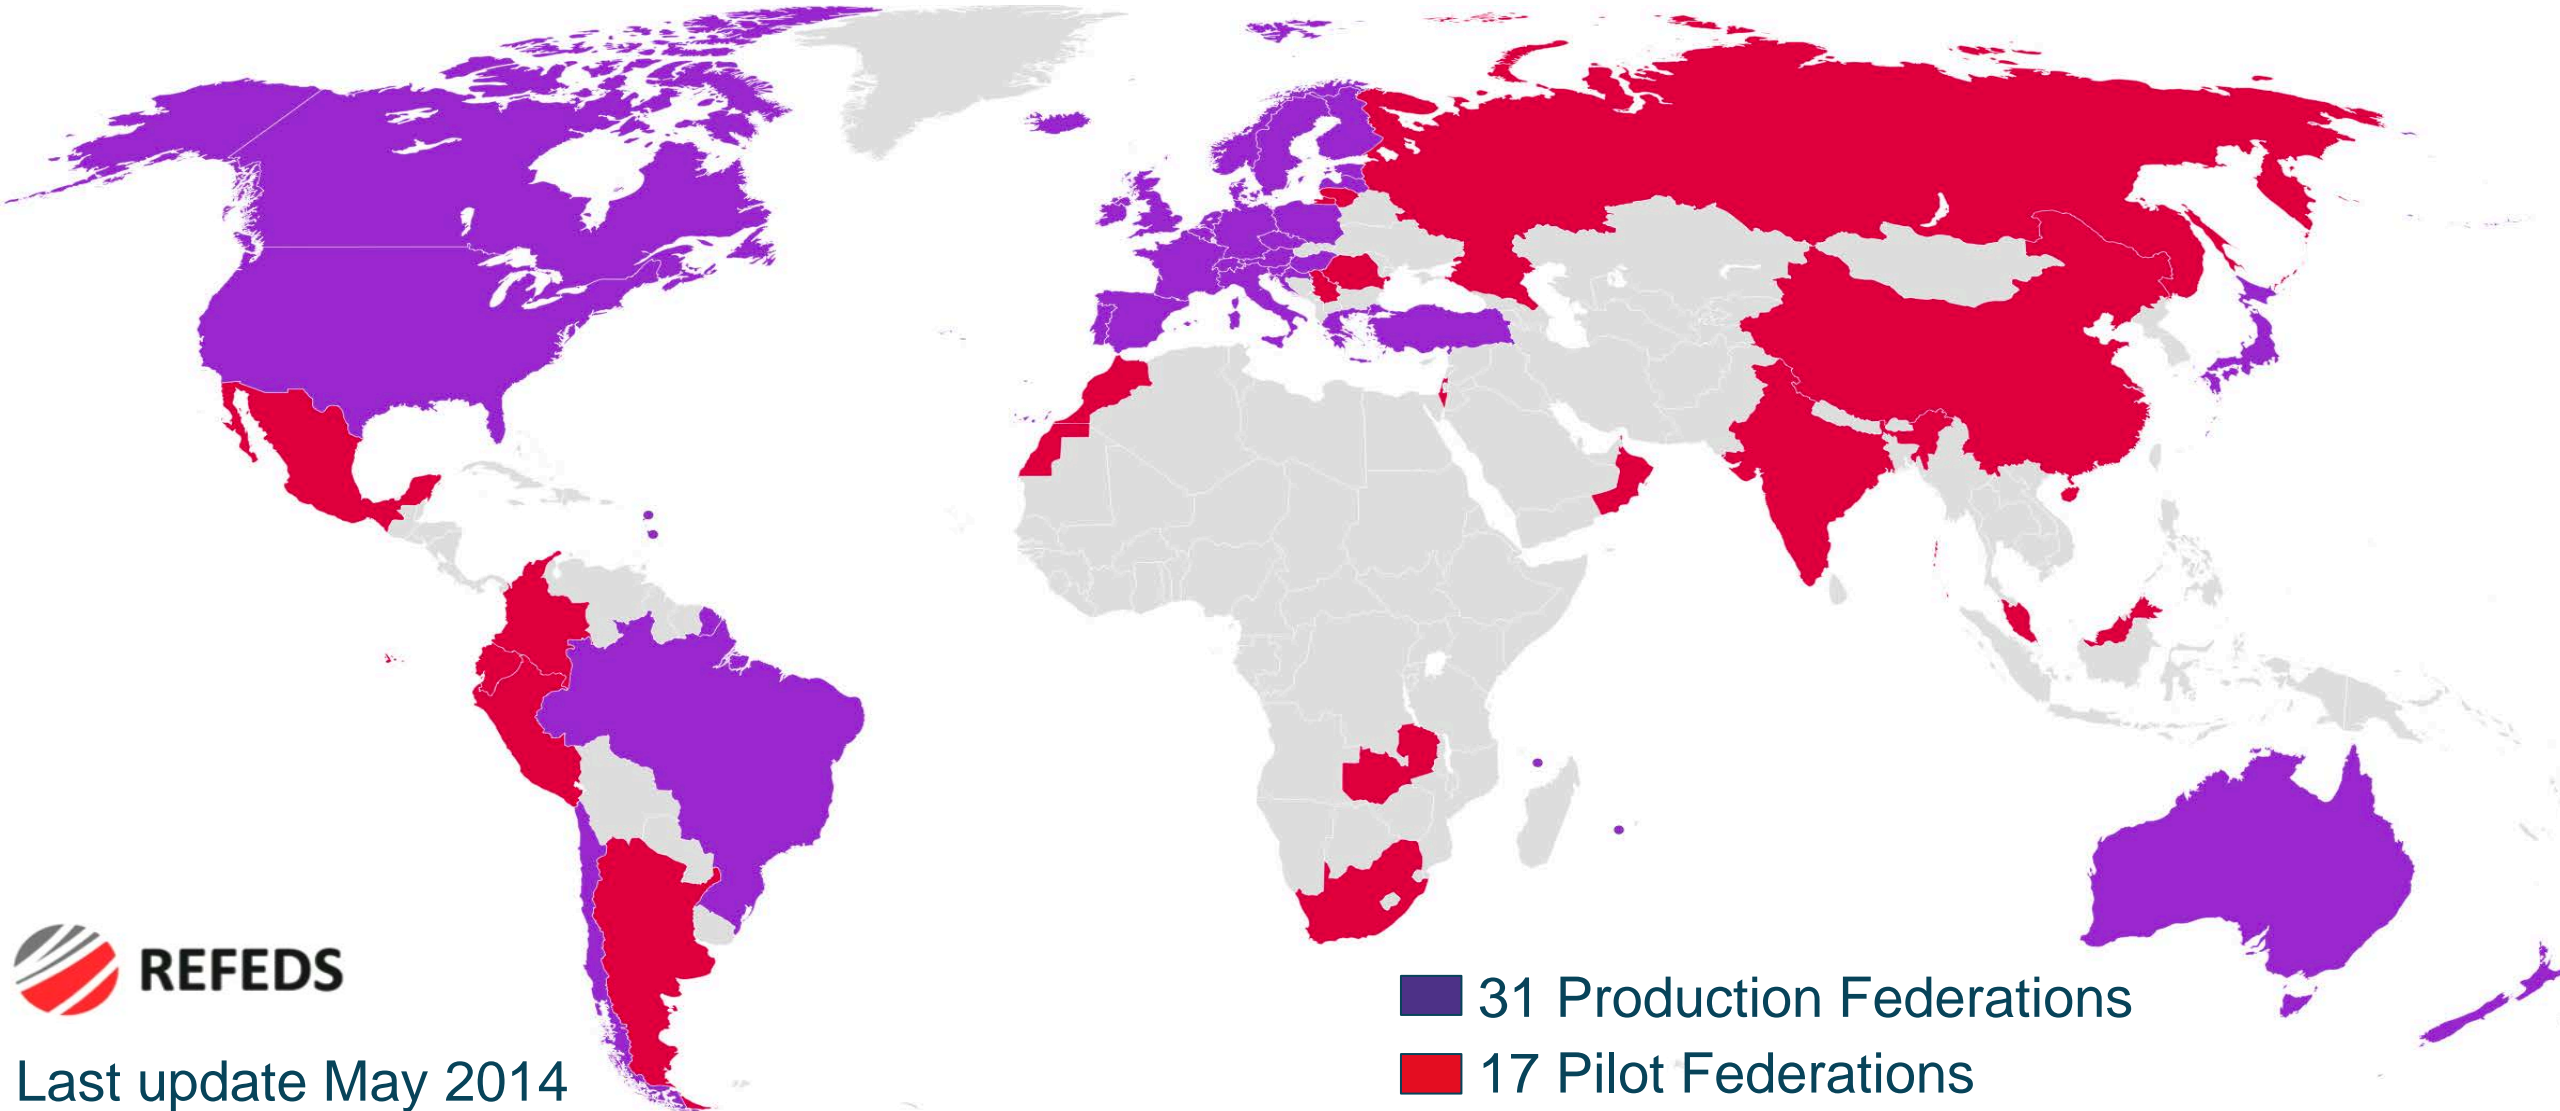 REFEDS
Last update May 2014
31 Production Federations
17 Pilot Federations